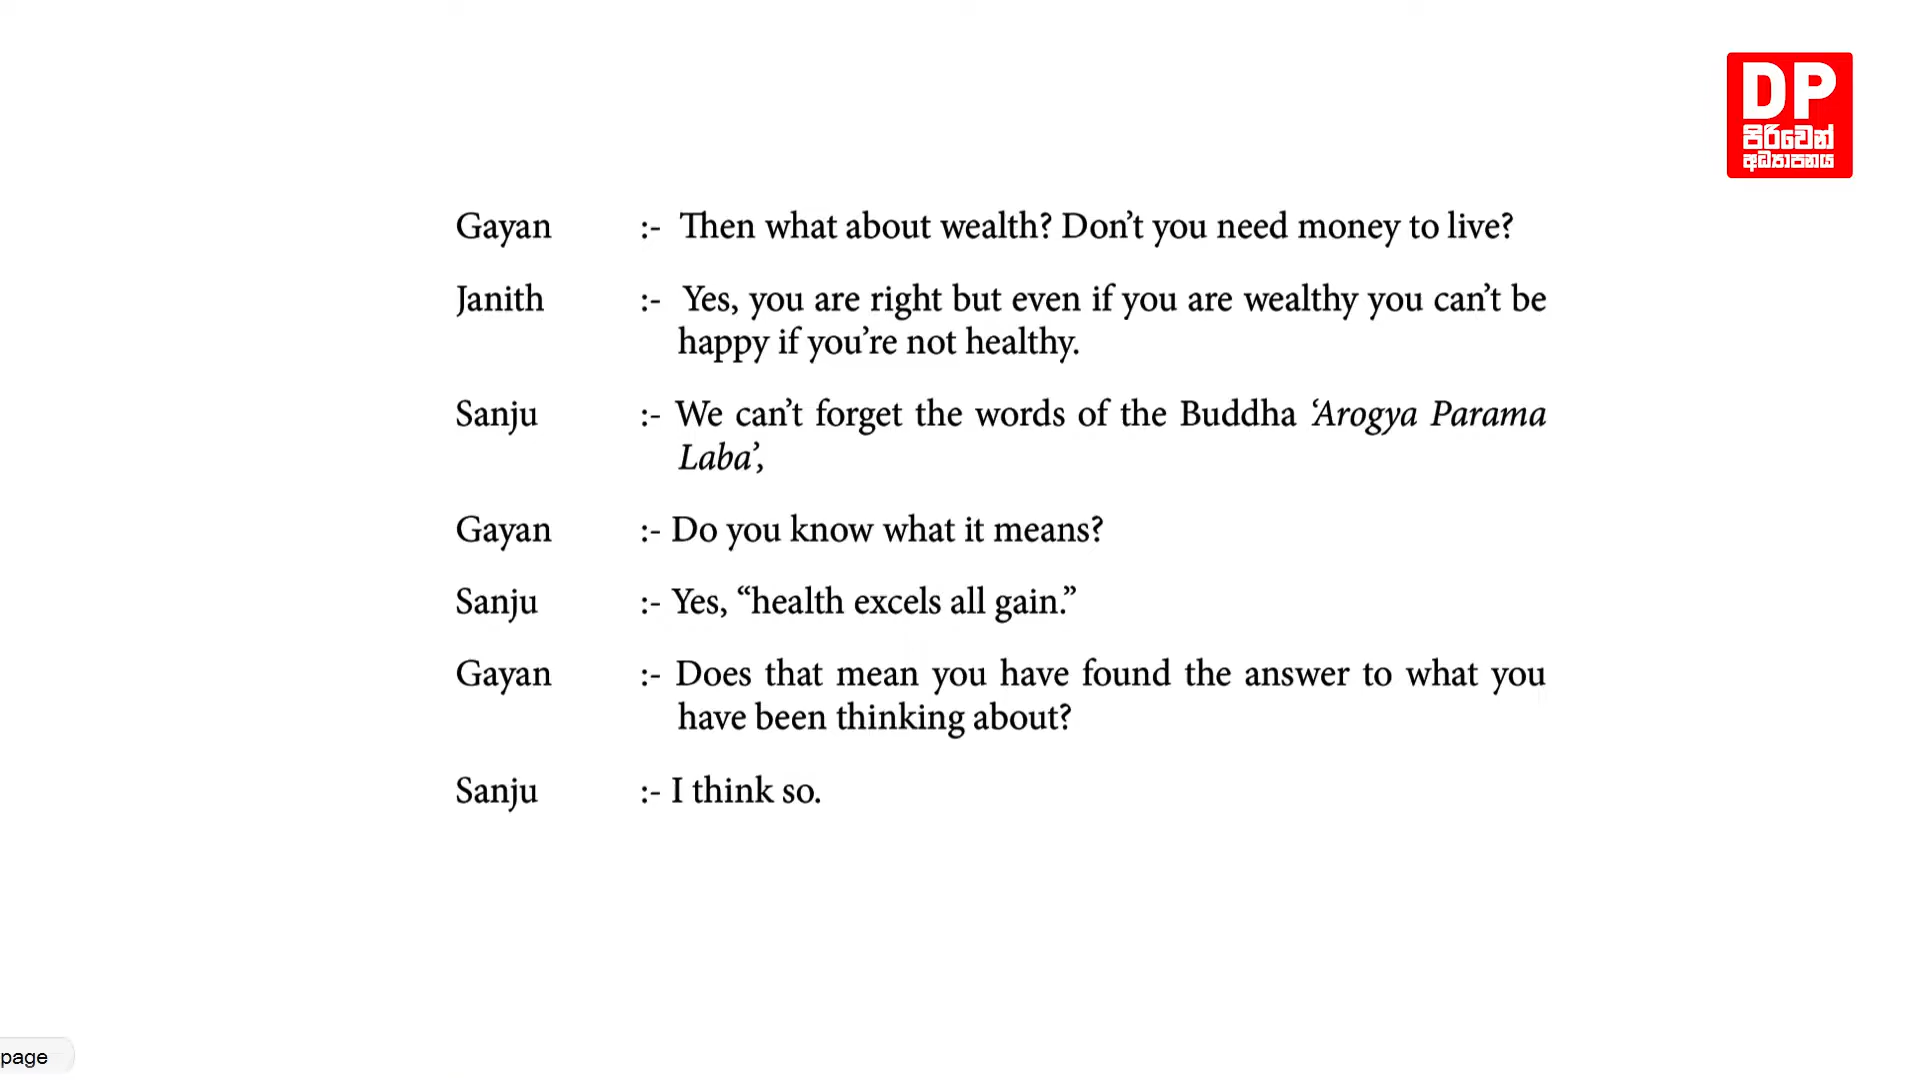 DP
පිරිවෙන්
අධ්‍යාපනය
Gayan :- Then what about wealth? Don’t you need money to live?
Janith :- Yes, you are right but even if you are wealthy you can’t be
happy if you’re not healthy.
Sanju :- We can’t forget the words of the Buddha ‘Arogya Parama
Laba’,
Gayan :- Do you know what it means?
Sanju :- Yes, “health excels all gain.”
Gayan :- Does that mean you have found the answer to what you
have been thinking about?
Sanju :- I think so.
page